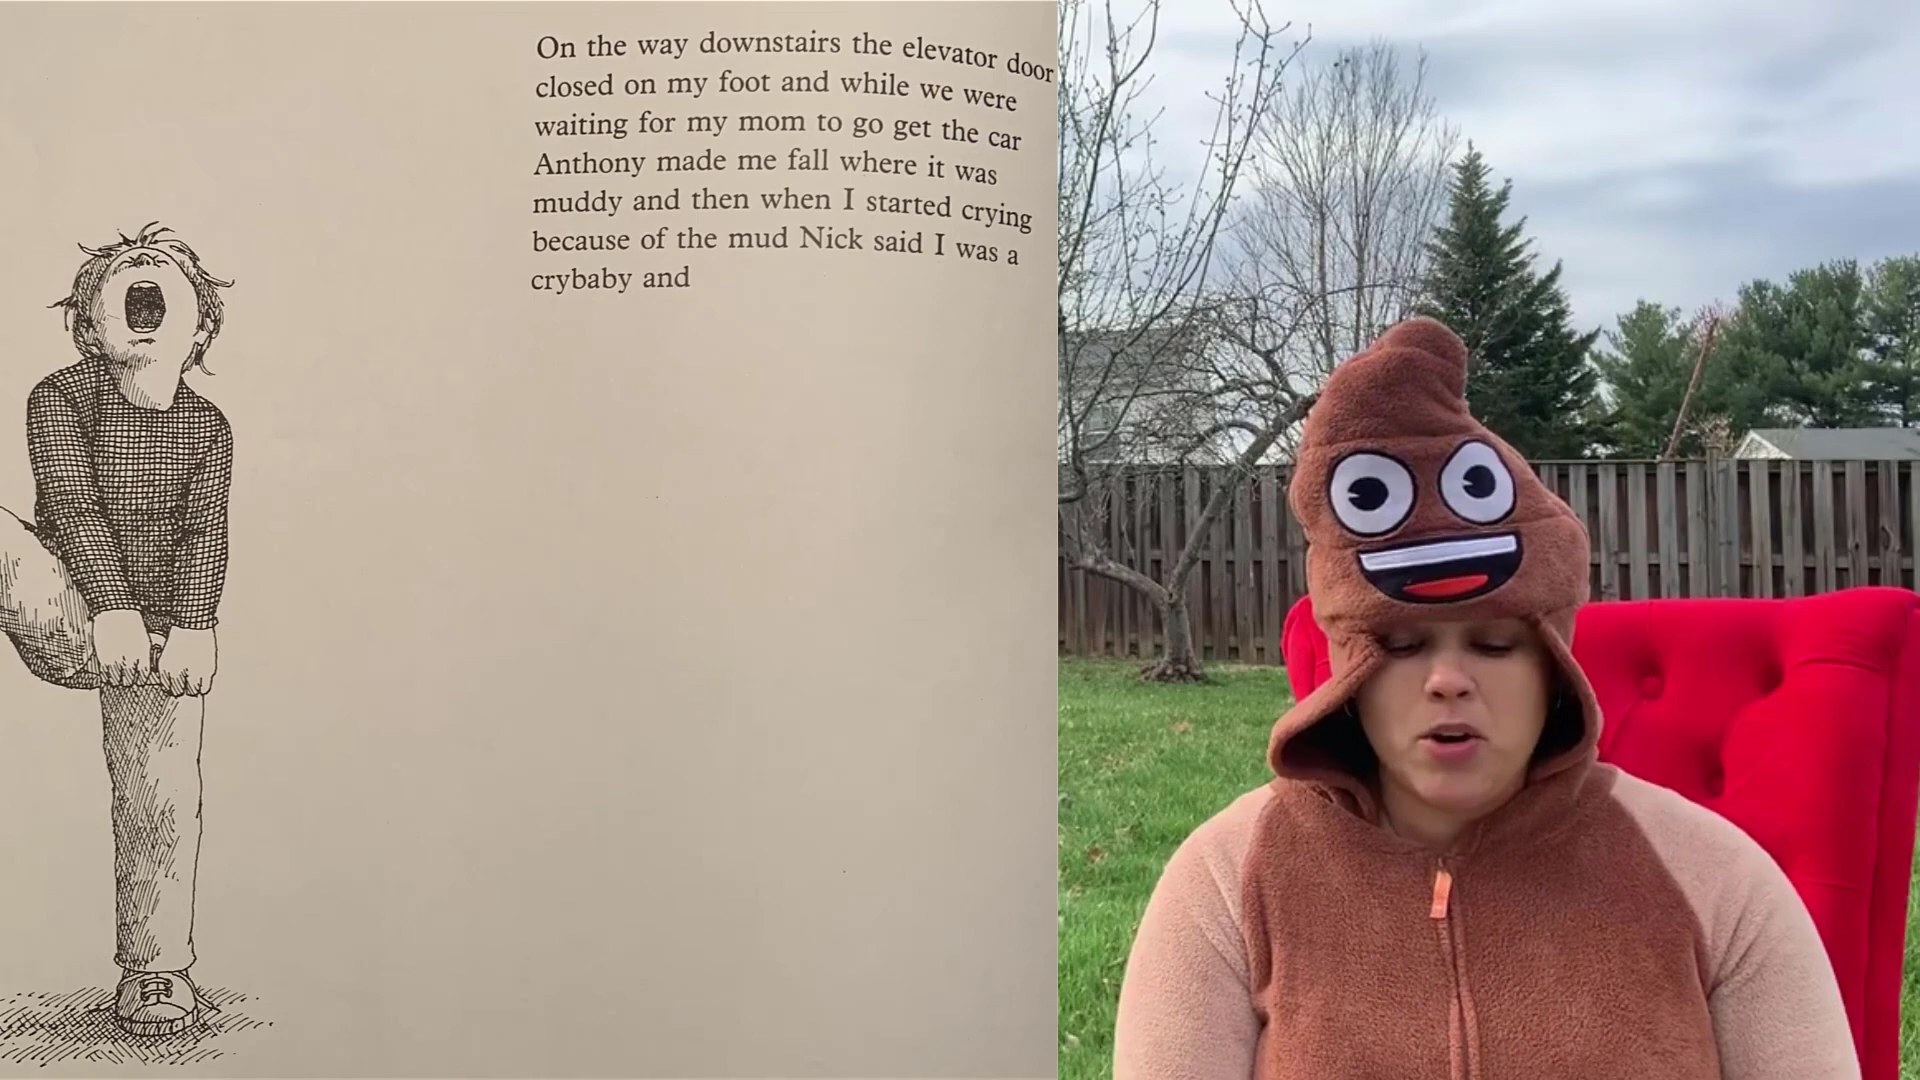 On the way downstairs the elevator door
closed on my foot and while we were
waiting for my mom to go get the car
Anthony made me fall where it was
muddy and then when I started crying
because of the mud Nick said I was a
crybaby and